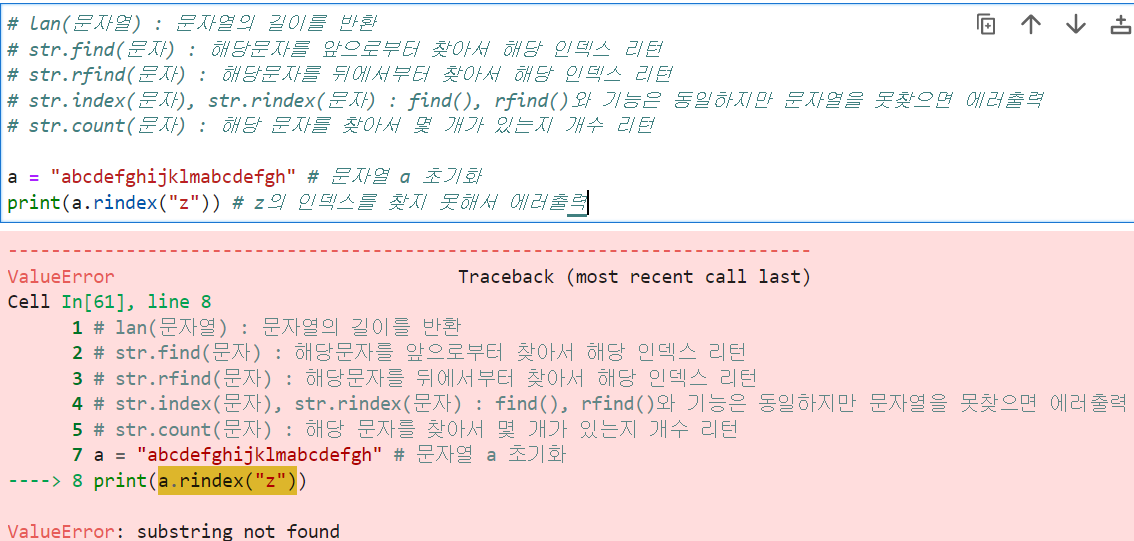 # lan(문자열) : 문자열의 길이를 반환
# str.find(문자) : 해당문자를 앞으로부터 찾아서 해당 인덱스 리턴
# str.rfind(문자) : 해당문자를 뒤에서부터 찾아서 해당 인덱스 리턴
# str.index(문자), str.rindex(문자) : find(), rfind()와 기능은 동일하지만 문자열을 못찾으면 에러출력
# str.count(문자) : 해당 문자를 찾아서 몇 개가 있는지 개수 리턴
a = "abcdefghijklmabcdefgh" # 문자열 a 초기화
print(a.rindex("z")) # z의 인덱스를 찾지 못해서 에러출력
---------------------------------------------------------------------------
ValueError Traceback (most recent call last)
Cell In[61], line 8
1 # lan(문자열) : 문자열의 길이를 반환
2 # str.find(문자) : 해당문자를 앞으로부터 찾아서 해당 인덱스 리턴
3 # str.rfind(문자) : 해당문자를 뒤에서부터 찾아서 해당 인덱스 리턴
4 # str.index(문자), str.rindex(문자) : find(), rfind()와 기능은 동일하지만 문자열을 못찾으면 에러출력
5 # str.count(문자) : 해당 문자를 찾아서 몇 개가 있는지 개수 리턴
7 a = "abcdefghijklmabcdefgh" # 문자열 a 초기화
----> 8 print(a.rindex("z"))
ValueError: substring not found